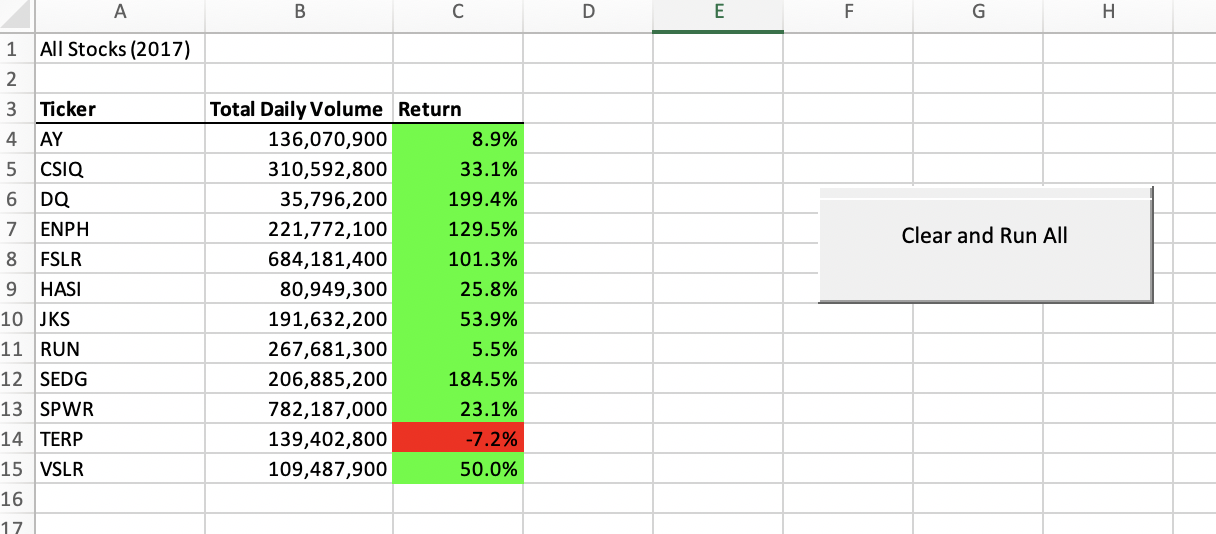 A B C D E F G H
1 All Stocks (2017)
2
3 Ticker Total Daily Volume Return
4 AY 136,070,900 8.9%
5 CSIQ 310,592,800 33.1%
6 DQ 35,796,200 199.4%
7 ENPH 221,772,100 129.5%
8 FSLR 684,181,400 101.3%
9 HASI 80,949,300 25.8%
10 JKS 191,632,200 53.9%
11 RUN 267,681,300 5.5%
12 SEDG 206,885,200 184.5%
13 SPWR 782,187,000 23.1%
14 TERP 139,402,800 -7.2%
15 VSLR 109,487,900 50.0%
16
17
Clear and Run All